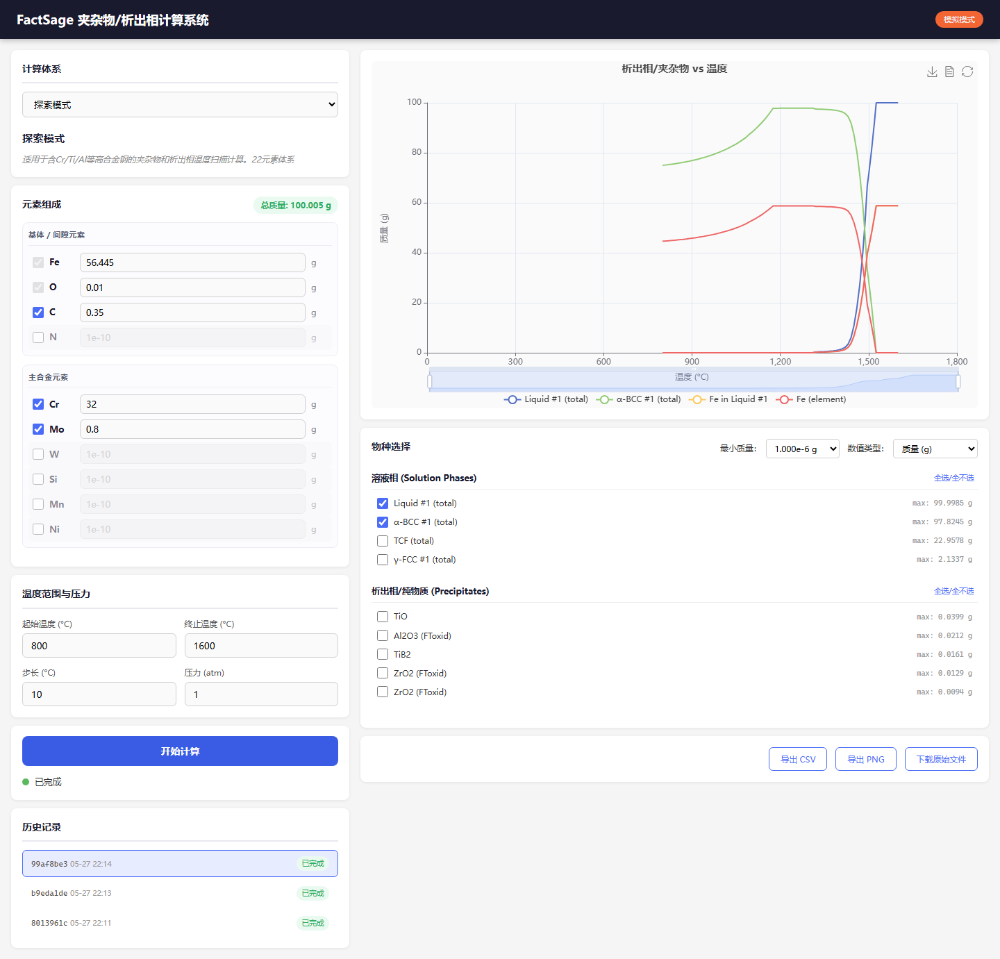 FactSage 夹杂物/析出相计算系统
模拟模式
计算体系
探索模式
探索模式
适用于含Cr/Ti/Al等高合金钢的夹杂物和析出相温度扫描计算。22元素体系
元素组成
总质量: 100.005 g
基体 / 间隙元素
Fe 56.445 g
O 0.01 g
C 0.35 g
N 1e-10 g
主合金元素
Cr 32 g
Mo 0.8 g
W 1e-10 g
Si 1e-10 g
Mn 1e-10 g
Ni 1e-10 g
温度范围与压力
起始温度 (°C) 终止温度 (°C)
800 1600
步长 (°C) 压力 (atm)
10 1
开始计算
已完成
历史记录
99af8be3 05-27 22:14 已完成
b9eda1de 05-27 22:13 已完成
8013961c 05-27 22:11 已完成
析出相/夹杂物 vs 温度
质量 (g)
100
80
60
40
20
0
0 300 600 900 1,200 1,500 1,800
温度 (°C)
Liquid #1 (total) α-BCC #1 (total) Fe in Liquid #1 Fe (element)
物种选择
最小质量: 1.000e-6 g 数值类型: 质量 (g)
溶液相 (Solution Phases) 全选/全不选
Liquid #1 (total) max: 99.9985 g
α-BCC #1 (total) max: 97.8245 g
TCF (total) max: 22.9578 g
γ-FCC #1 (total) max: 2.1337 g
析出相/纯物质 (Precipitates) 全选/全不选
TiO max: 0.0399 g
Al2O3 (FToxid) max: 0.0212 g
TiB2 max: 0.0161 g
ZrO2 (FToxid) max: 0.0129 g
ZrO2 (FToxid) max: 0.0094 g
导出 CSV 导出 PNG 下载原始文件